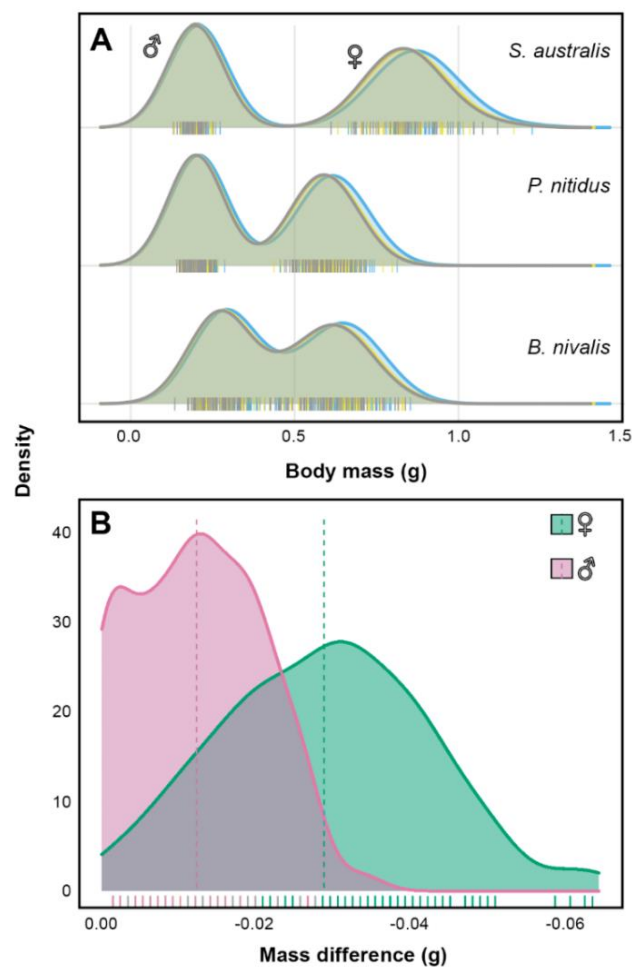 A
♂
♀
S. australis
P. nitidus
B. nivalis
0.0 0.5 1.0 1.5
Body mass (g)
Density
B
♀
♂
40
30
20
10
0
0.00 -0.02 -0.04 -0.06
Mass difference (g)